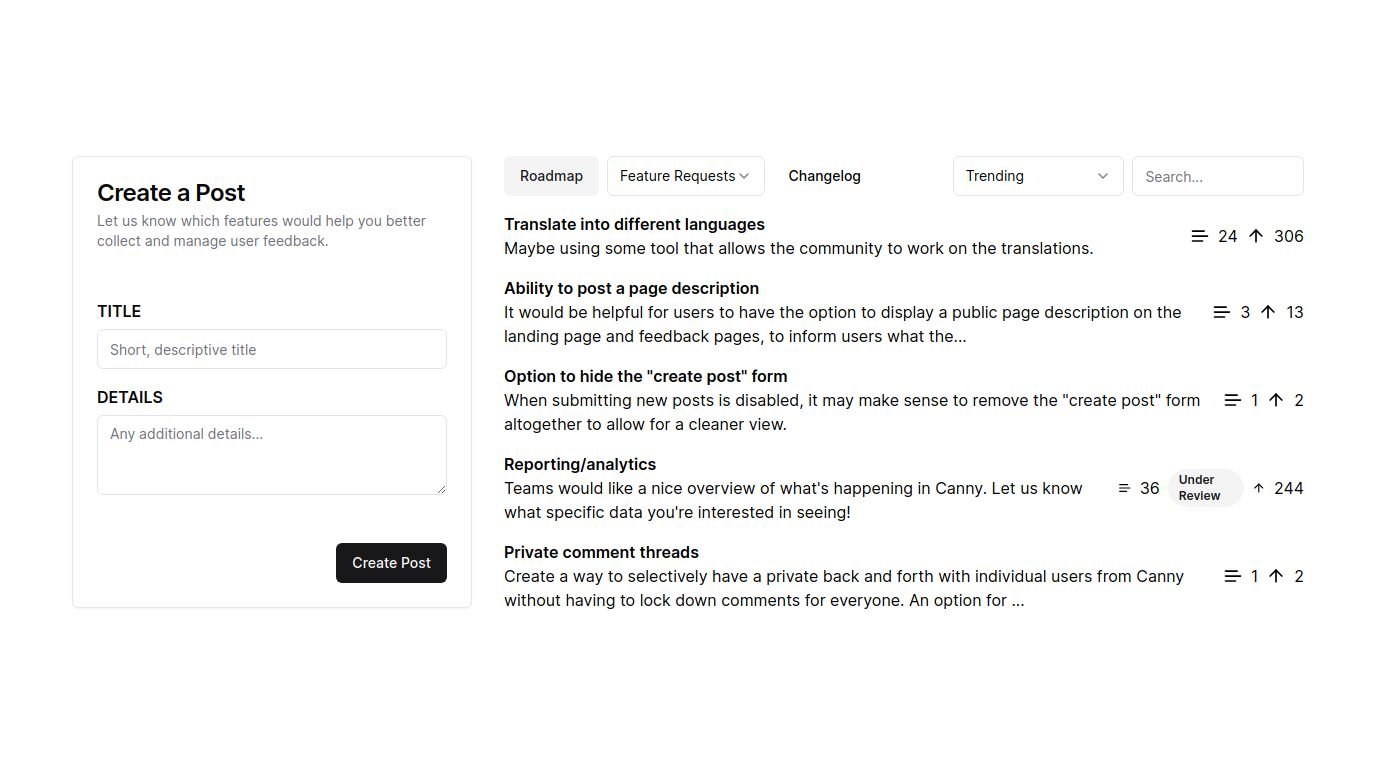 Create a Post
Let us know which features would help you better
collect and manage user feedback.
TITLE
Short, descriptive title
DETAILS
Any additional details...
Create Post
Roadmap
Feature Requests
Changelog
Trending
Search...
Translate into different languages
Maybe using some tool that allows the community to work on the translations.
24
306
Ability to post a page description
It would be helpful for users to have the option to display a public page description on the
landing page and feedback pages, to inform users what the...
3
13
Option to hide the "create post" form
When submitting new posts is disabled, it may make sense to remove the "create post" form
altogether to allow for a cleaner view.
1
2
Reporting/analytics
Teams would like a nice overview of what's happening in Canny. Let us know
what specific data you're interested in seeing!
36
Under
Review
244
Private comment threads
Create a way to selectively have a private back and forth with individual users from Canny
without having to lock down comments for everyone. An option for ...
1
2